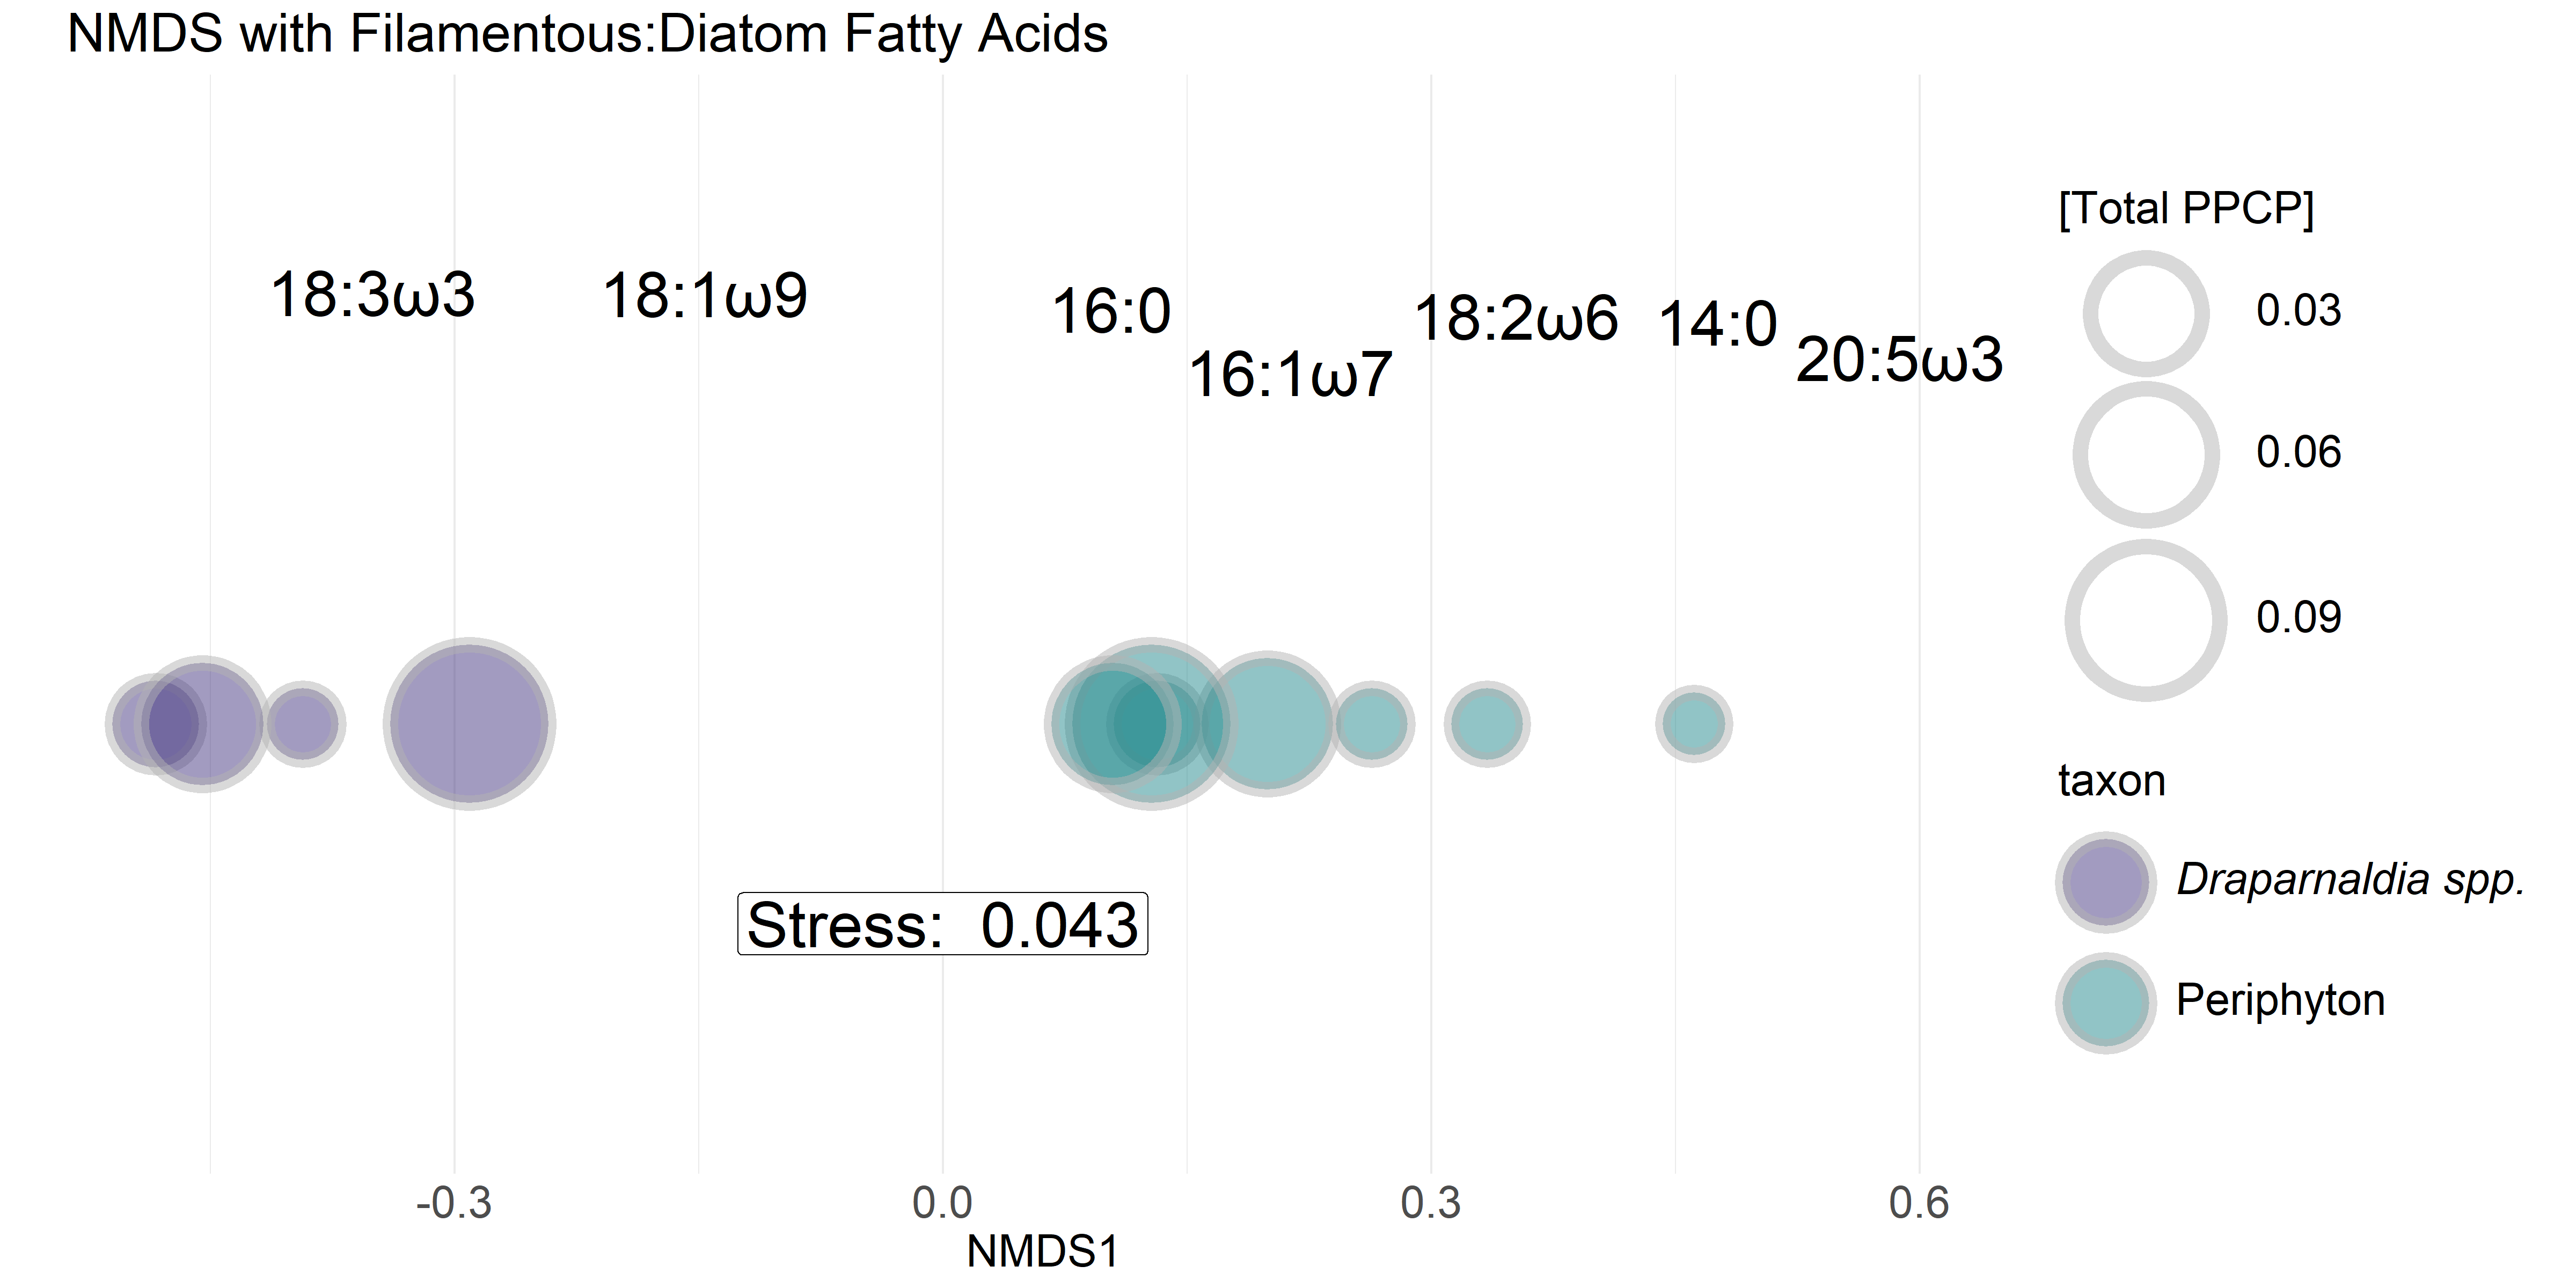 NMDS with Filamentous:Diatom Fatty Acids
18:3ω3
18:1ω9
16:0
16:1ω7
18:2ω6
14:0
20:5ω3
Stress:  0.043
-0.3
0.0
0.3
0.6
NMDS1
[Total PPCP]
0.03
0.06
0.09
taxon
Draparnaldia spp.
Periphyton